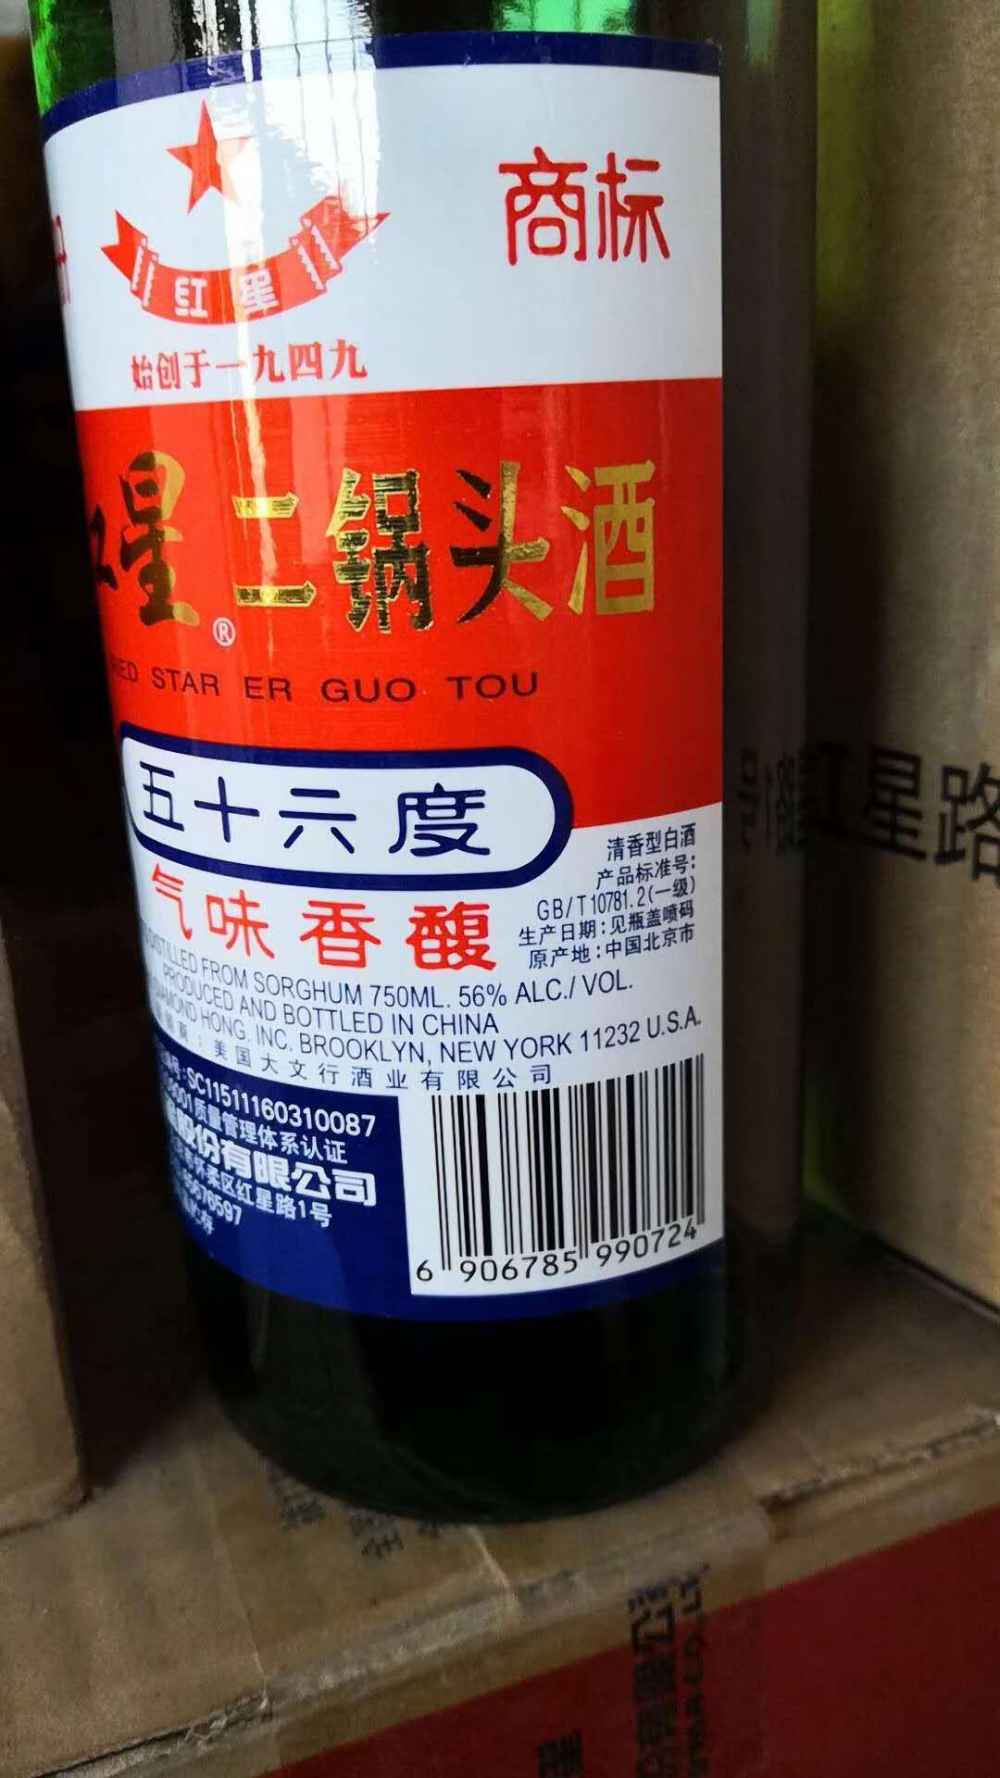 商标
红星
始创于一九四九
星 二锅头酒
®
RED STAR ER GUO TOU
五十六度
气味香馥
清香型白酒
产品标准号:
GB/T10781.2(一级)
生产日期:见瓶盖喷码
原产地:中国北京市
DISTILLED FROM SORGHUM 750ML. 56% ALC./ VOL.
PRODUCED AND BOTTLED IN CHINA
HONG. INC. BROOKLYN, NEW YORK 11232 U.S.A.
美国大文行酒业有限公司
SC11511160310087
质量管理体系认证
股份有限公司
怀柔区红星路1号
6 906785 990724
红星路